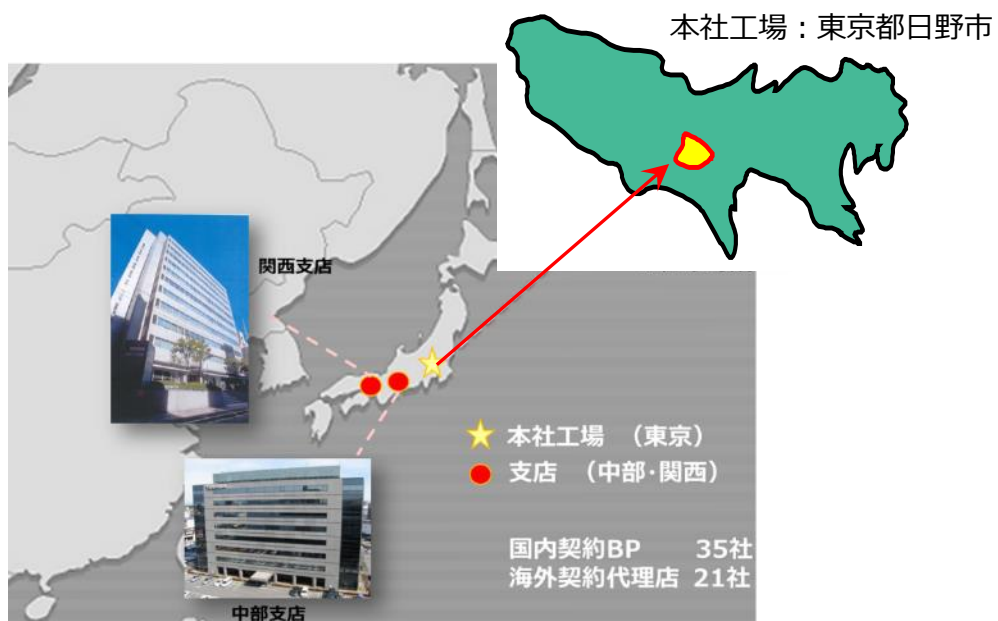 本社工場：東京都日野市
関西支店
本社工場　（東京）
支店　（中部･関西）
国内契約BP　35社
海外契約代理店 21社
中部支店